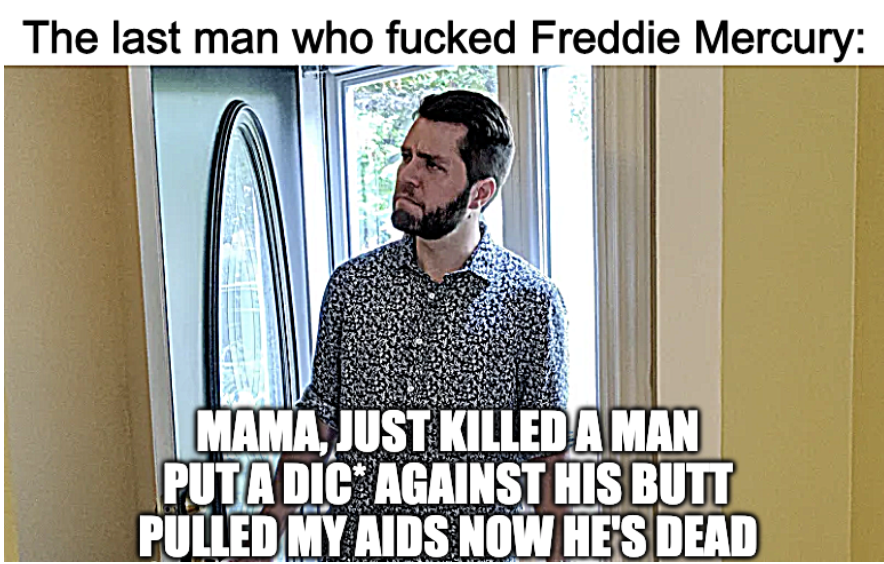 The last man who fucked Freddie Mercury:
MAMA, JUST KILLED A MAN
PUT A DIC* AGAINST HIS BUTT
PULLED MY AIDS NOW HE'S DEAD